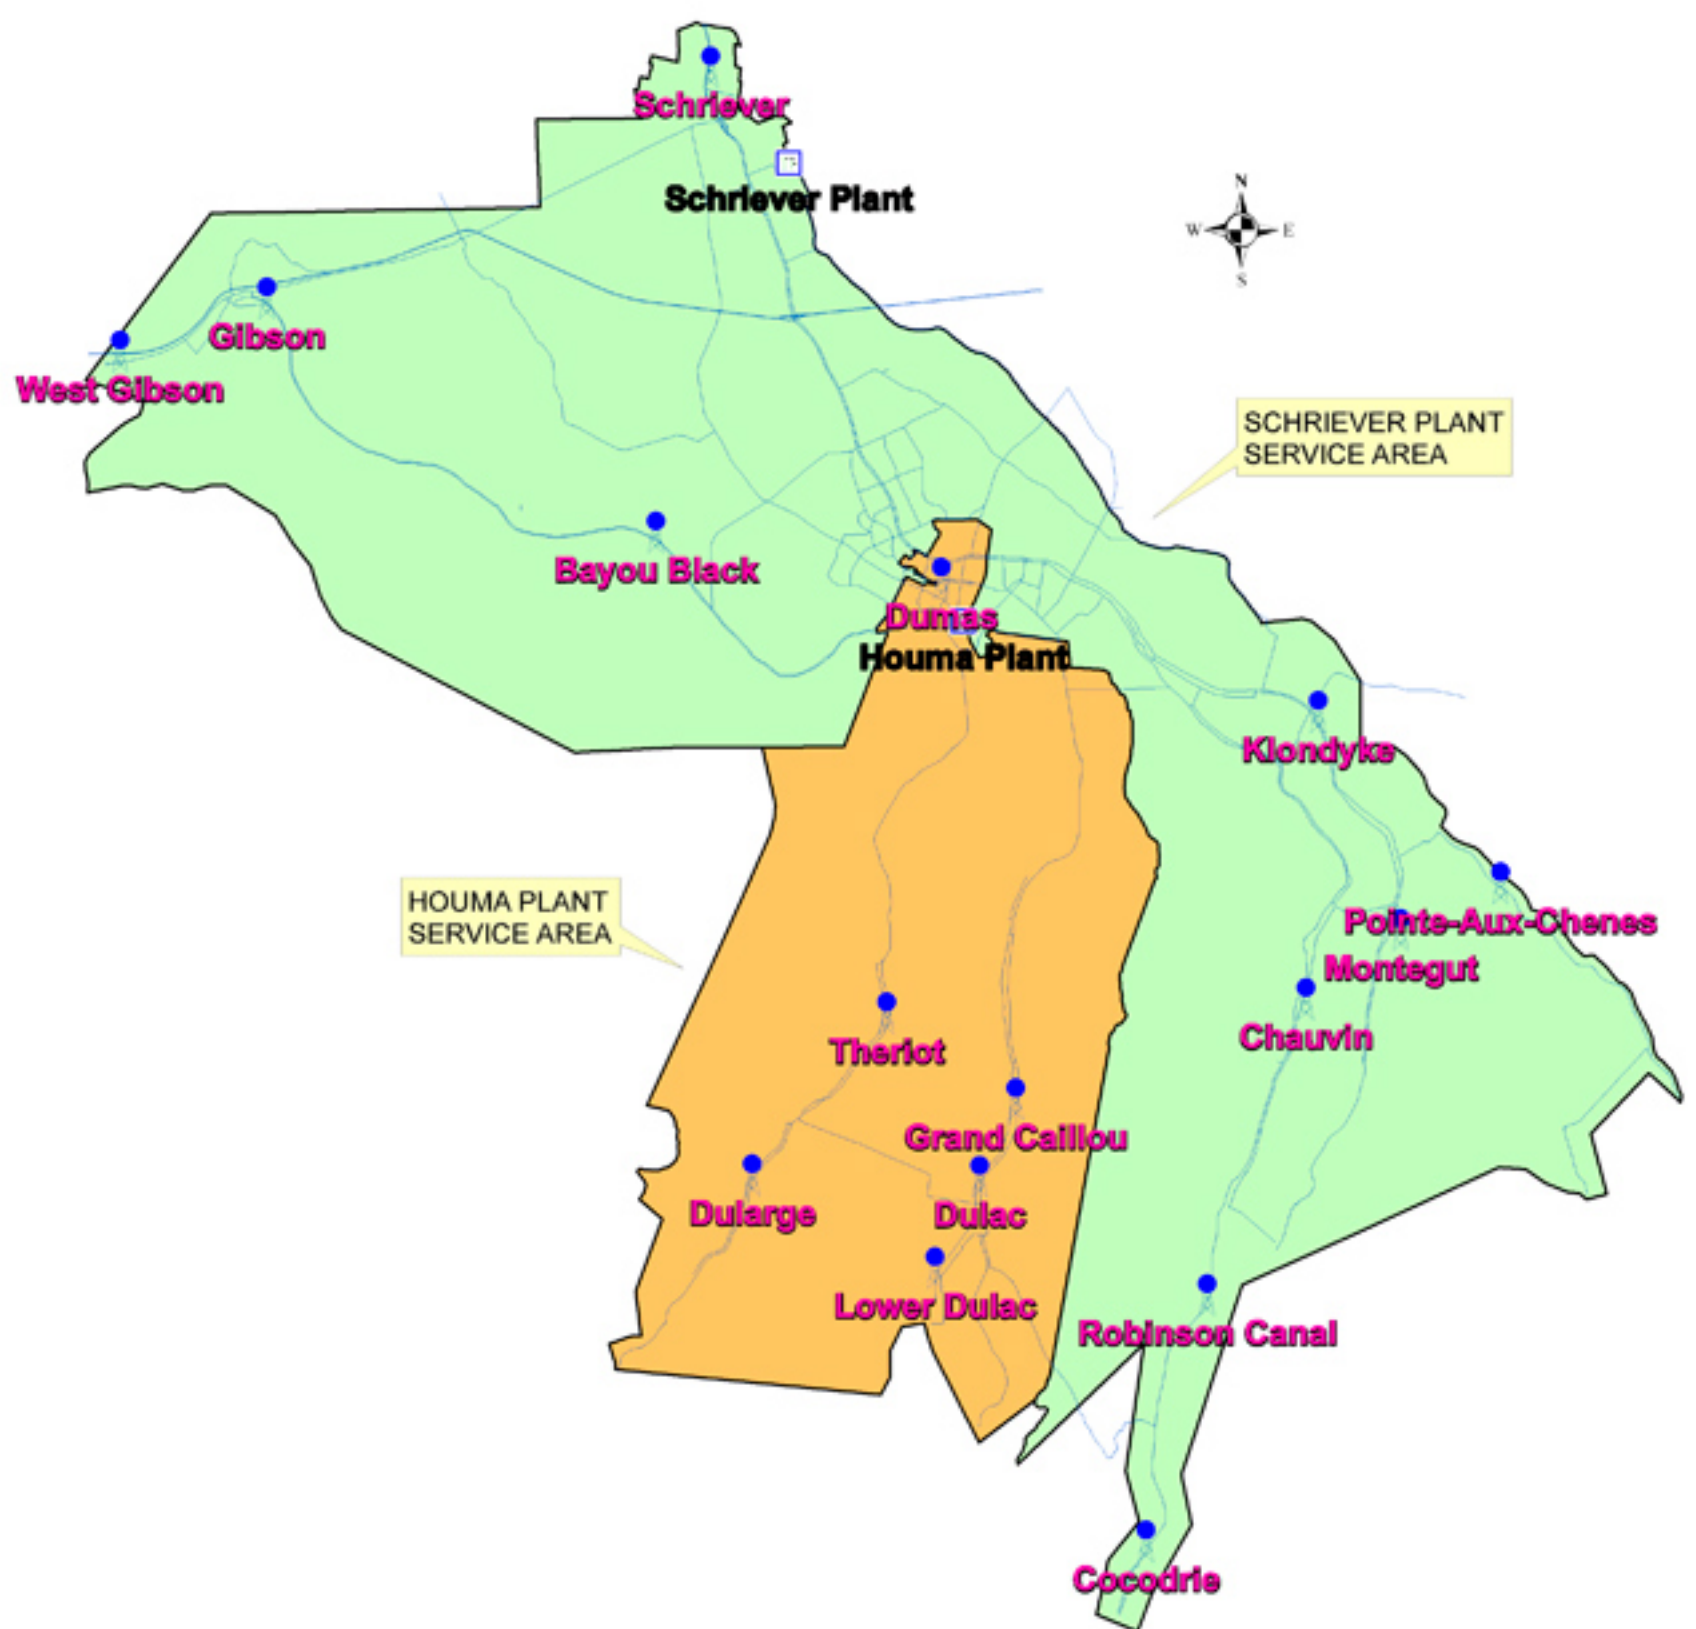 Schriever
Schriever Plant
N
W E
S
Gibson
West Gibson
SCHRIEVER PLANT
SERVICE AREA
Bayou Black
Dumas
Houma Plant
Klondyke
HOUMA PLANT
SERVICE AREA
Pointe-Aux-Chenes
Montegut
Chauvin
Theriot
Grand Caillou
Dularge
Dulac
Lower Dulac
Robinson Canal
Cocodrie